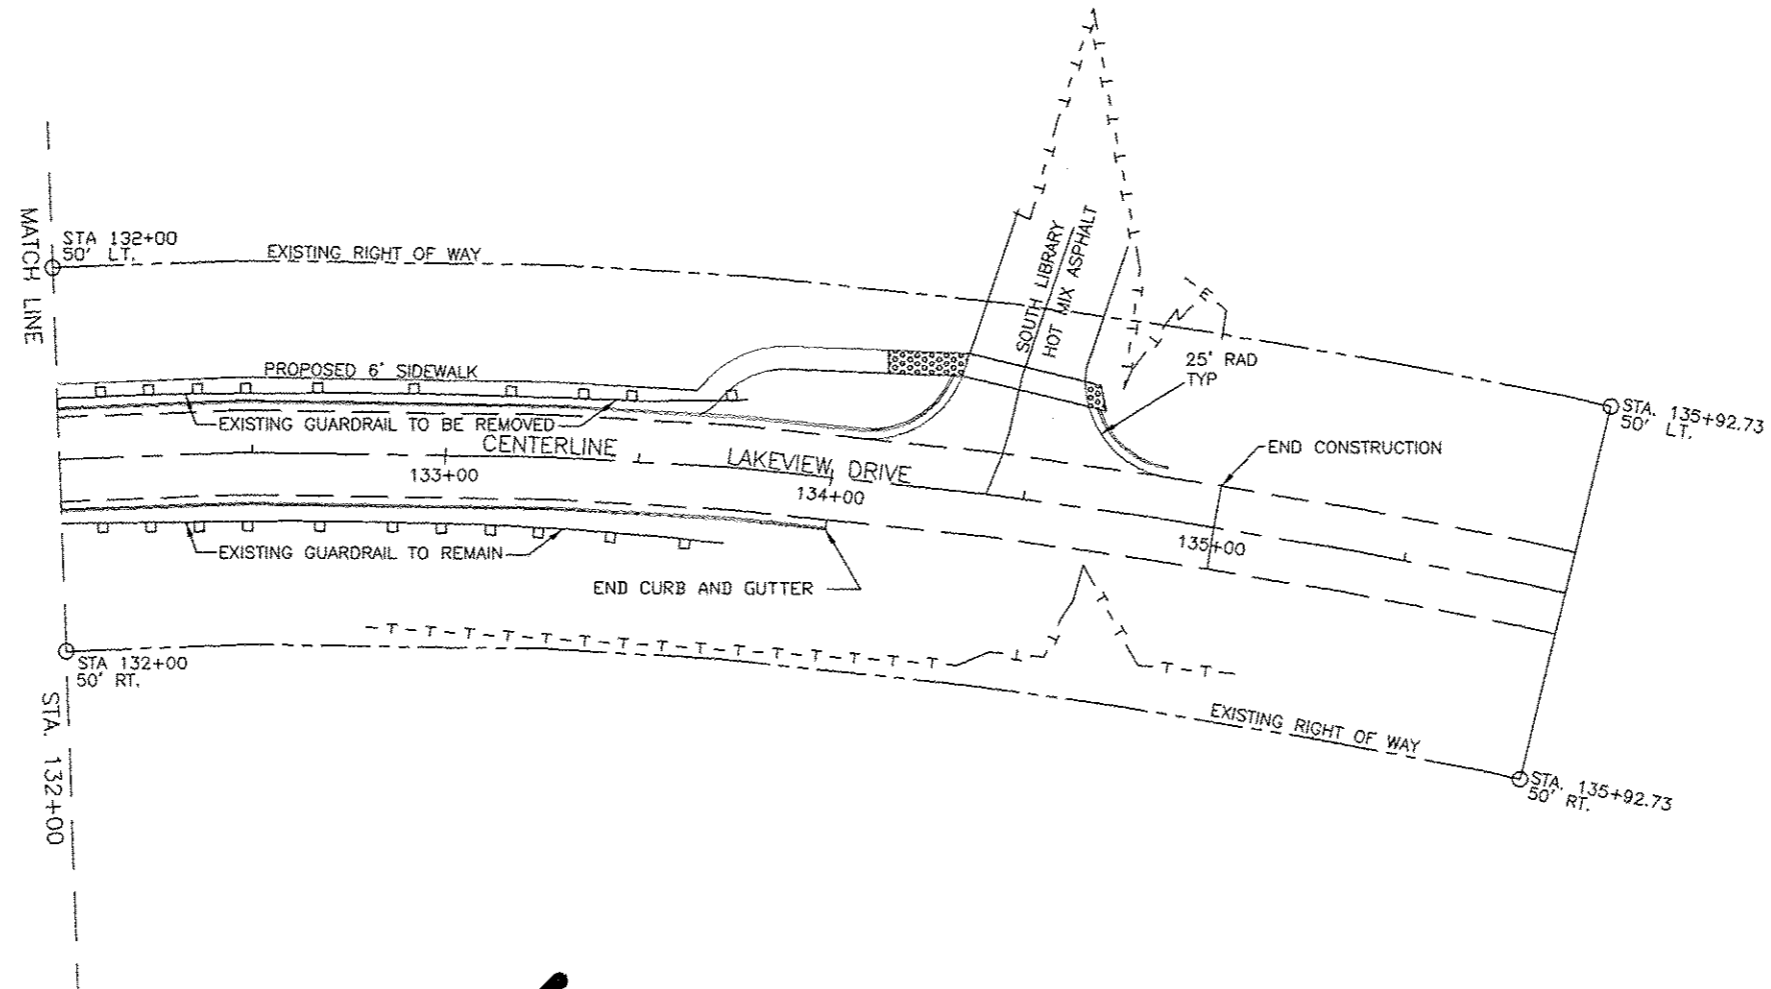 MATCH LINE
STA 132+00
50' LT.
EXISTING RIGHT OF WAY
SOUTH LIBRARY
HOT MIX ASPHALT
E
N
T
25' RAD
TYP
PROPOSED 6' SIDEWALK
STA. 135+92.73
50' LT.
EXISTING GUARDRAIL TO BE REMOVED
CENTERLINE
LAKEVIEW DRIVE
END CONSTRUCTION
133+00
134+00
135+00
EXISTING GUARDRAIL TO REMAIN
END CURB AND GUTTER
T T T T T T T T T T T T T T T T T T
STA 132+00
50' RT.
EXISTING RIGHT OF WAY
STA. 132+00
STA. 135+92.73
50' RT.